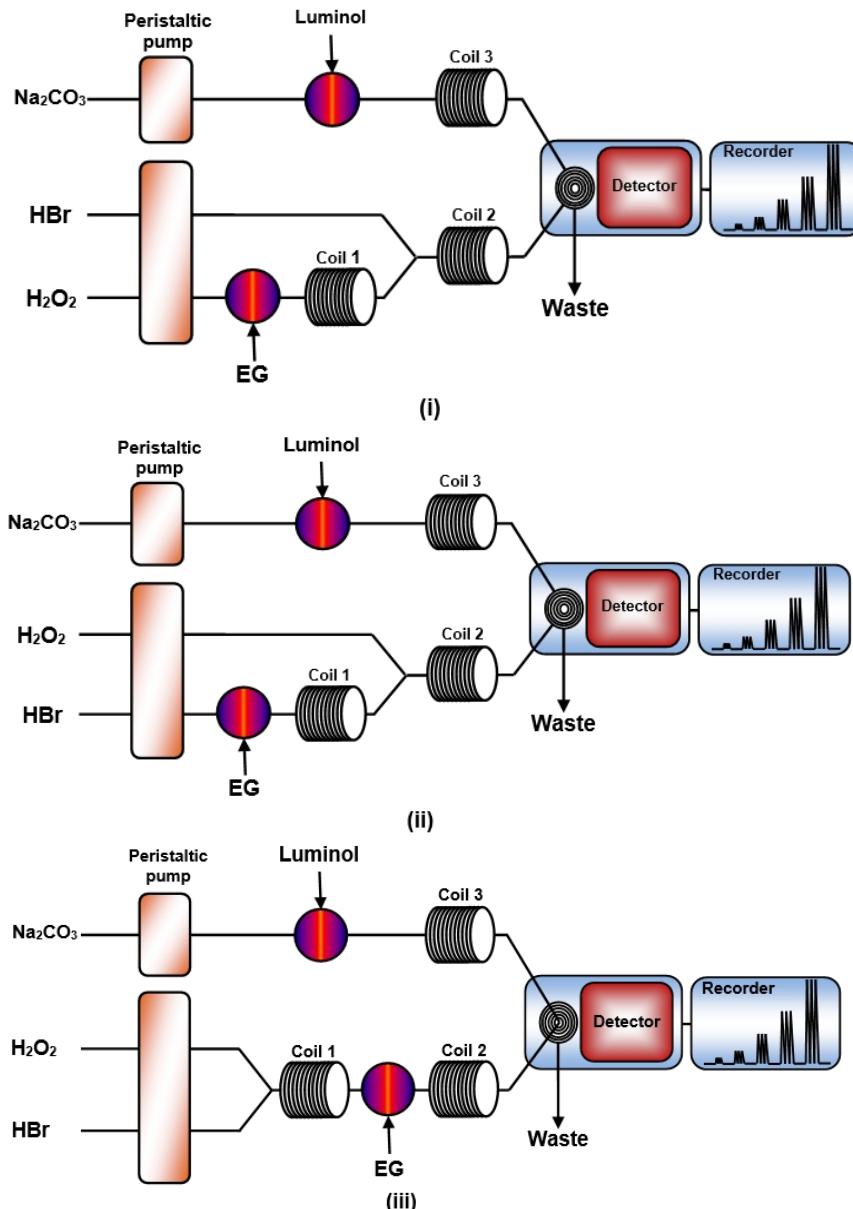 Luminol
Peristaltic
pump
Coil 3
Na₂CO₃
Recorder
Detector
HBr
Coil 2
Coil 1
H₂O₂
Waste
EG
(i)
Luminol
Peristaltic
pump
Coil 3
Na₂CO₃
Recorder
Detector
H₂O₂
Coil 2
Coil 1
HBr
Waste
EG
(ii)
Luminol
Peristaltic
pump
Coil 3
Na₂CO₃
Recorder
Detector
H₂O₂
Coil 1
Coil 2
HBr
Waste
EG
(iii)